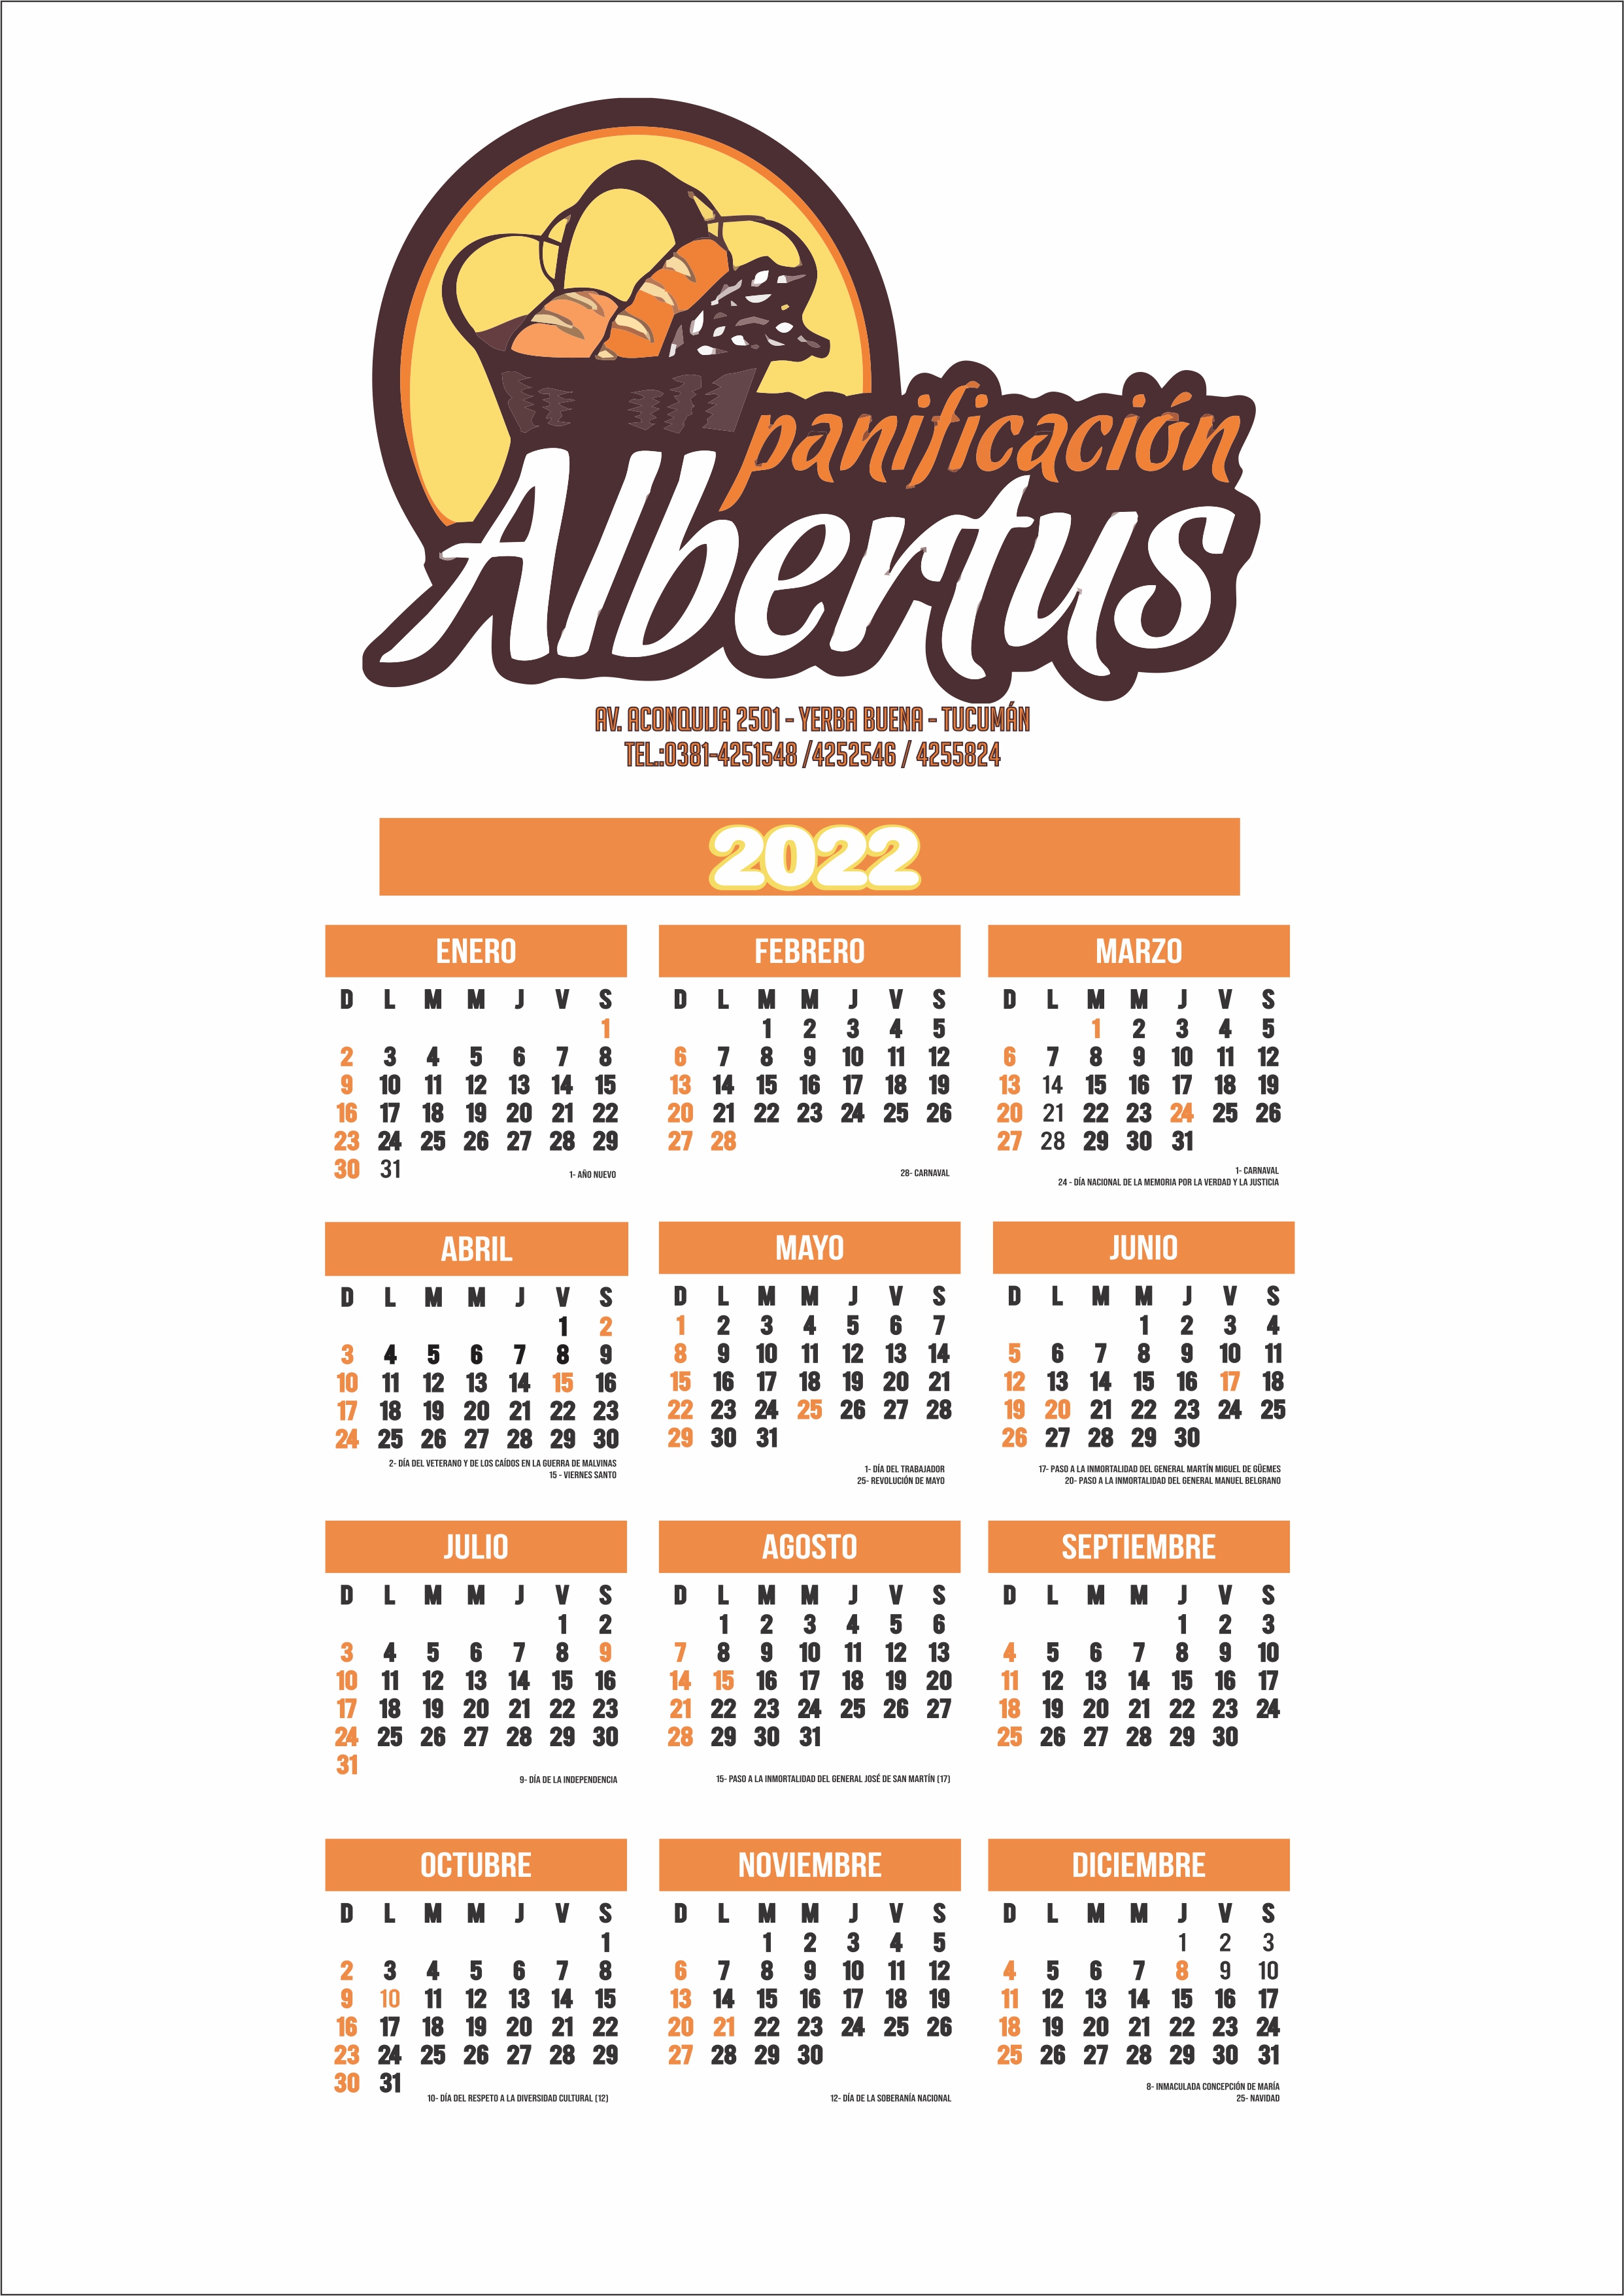 panificación
Albertus
AV. ACONQUIJA 2501 - YERBA BUENA - TUCUMÁN
TEL.:0381-4251548 /4252546 / 4255824
2022
ENERO
D L M M J V S
1
2 3 4 5 6 7 8
9 10 11 12 13 14 15
16 17 18 19 20 21 22
23 24 25 26 27 28 29
30 31
1- AÑO NUEVO
FEBRERO
D L M M J V S
1 2 3 4 5
6 7 8 9 10 11 12
13 14 15 16 17 18 19
20 21 22 23 24 25 26
27 28
28- CARNAVAL
MARZO
D L M M J V S
1 2 3 4 5
6 7 8 9 10 11 12
13 14 15 16 17 18 19
20 21 22 23 24 25 26
27 28 29 30 31
1- CARNAVAL
24 - DÍA NACIONAL DE LA MEMORIA POR LA VERDAD Y LA JUSTICIA
ABRIL
D L M M J V S
1 2
3 4 5 6 7 8 9
10 11 12 13 14 15 16
17 18 19 20 21 22 23
24 25 26 27 28 29 30
2- DÍA DEL VETERANO Y DE LOS CAÍDOS EN LA GUERRA DE MALVINAS
15 - VIERNES SANTO
MAYO
D L M M J V S
1 2 3 4 5 6 7
8 9 10 11 12 13 14
15 16 17 18 19 20 21
22 23 24 25 26 27 28
29 30 31
1- DÍA DEL TRABAJADOR
25- REVOLUCIÓN DE MAYO
JUNIO
D L M M J V S
1 2 3 4
5 6 7 8 9 10 11
12 13 14 15 16 17 18
19 20 21 22 23 24 25
26 27 28 29 30
17- PASO A LA INMORTALIDAD DEL GENERAL MARTÍN MIGUEL DE GÜEMES
20- PASO A LA INMORTALIDAD DEL GENERAL MANUEL BELGRANO
JULIO
D L M M J V S
1 2
3 4 5 6 7 8 9
10 11 12 13 14 15 16
17 18 19 20 21 22 23
24 25 26 27 28 29 30
31
9- DÍA DE LA INDEPENDENCIA
AGOSTO
D L M M J V S
1 2 3 4 5 6
7 8 9 10 11 12 13
14 15 16 17 18 19 20
21 22 23 24 25 26 27
28 29 30 31
15- PASO A LA INMORTALIDAD DEL GENERAL JOSÉ DE SAN MARTÍN (17)
SEPTIEMBRE
D L M M J V S
1 2 3
4 5 6 7 8 9 10
11 12 13 14 15 16 17
18 19 20 21 22 23 24
25 26 27 28 29 30
OCTUBRE
D L M M J V S
1
2 3 4 5 6 7 8
9 10 11 12 13 14 15
16 17 18 19 20 21 22
23 24 25 26 27 28 29
30 31
10- DÍA DEL RESPETO A LA DIVERSIDAD CULTURAL (12)
NOVIEMBRE
D L M M J V S
1 2 3 4 5
6 7 8 9 10 11 12
13 14 15 16 17 18 19
20 21 22 23 24 25 26
27 28 29 30
12- DÍA DE LA SOBERANÍA NACIONAL
DICIEMBRE
D L M M J V S
1 2 3
4 5 6 7 8 9 10
11 12 13 14 15 16 17
18 19 20 21 22 23 24
25 26 27 28 29 30 31
8- INMACULADA CONCEPCIÓN DE MARÍA
25- NAVIDAD